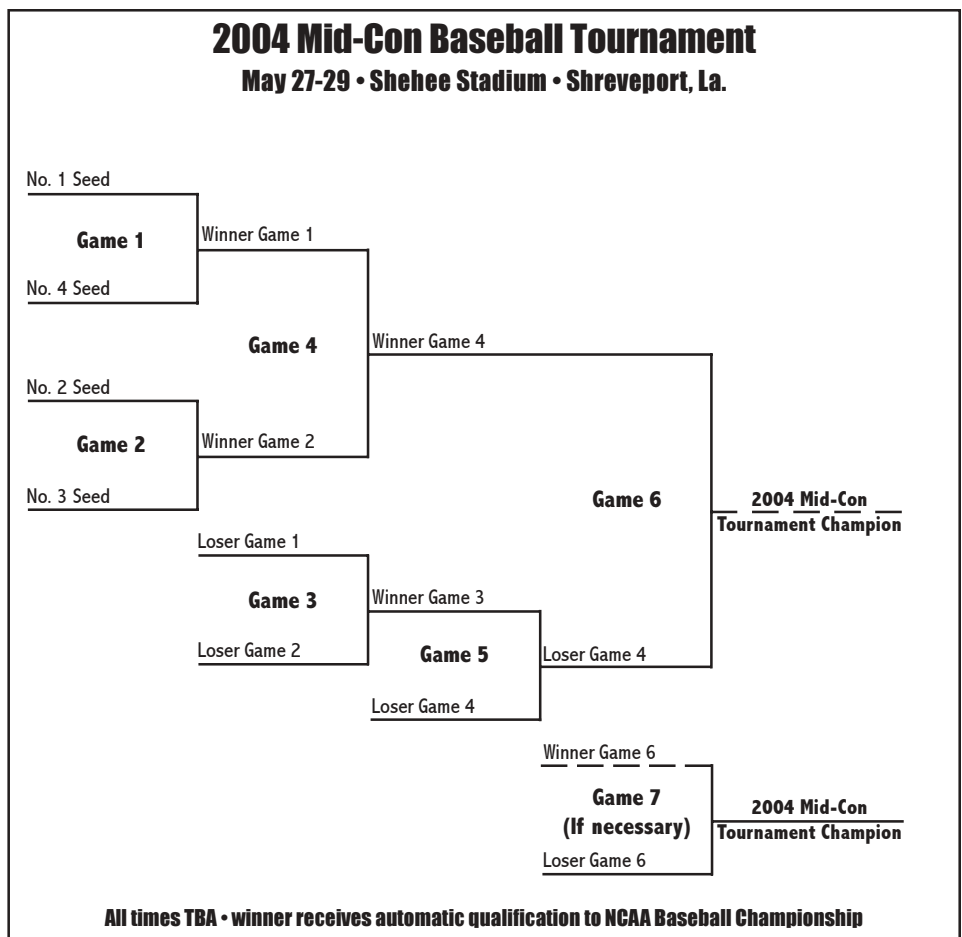 2004 Mid-Con Baseball Tournament
May 27-29 • Shehee Stadium • Shreveport, La.
No. 1 Seed
Game 1
Winner Game 1
No. 4 Seed
Game 4
Winner Game 4
No. 2 Seed
Game 2
Winner Game 2
No. 3 Seed
Game 6
2004 Mid-Con
Tournament Champion
Loser Game 1
Game 3
Winner Game 3
Loser Game 2
Game 5
Loser Game 4
Loser Game 4
Winner Game 6
Game 7
(If necessary)
2004 Mid-Con
Tournament Champion
Loser Game 6
All times TBA • winner receives automatic qualification to NCAA Baseball Championship